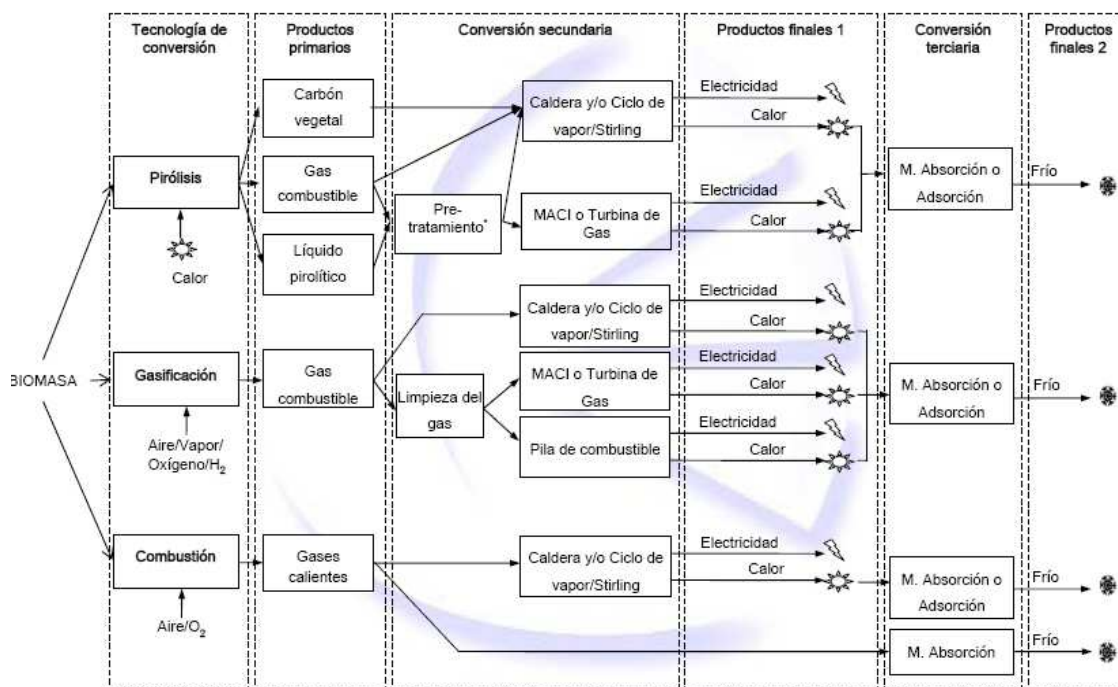 Tecnología de
conversión
Productos
primarios
Conversión secundaria
Productos finales 1
Conversión
terciaria
Productos
finales 2
Carbón
vegetal
Caldera y/o Ciclo de
vapor/Stirling
Electricidad
Calor
Pirólisis
Gas
combustible
Pre-
tratamiento*
MACI o Turbina de
Gas
Electricidad
Calor
M. Absorción o
Adsorción
Frío
Calor
Líquido
pirolítico
Caldera y/o Ciclo de
vapor/Stirling
Electricidad
Calor
BIOMASA
Gasificación
Gas
combustible
Limpieza del
gas
MACI o Turbina de
Gas
Electricidad
Calor
M. Absorción o
Adsorción
Frío
Aire/Vapor/
Oxígeno/H2
Pila de combustible
Electricidad
Calor
Combustión
Gases
calientes
Caldera y/o Ciclo de
vapor/Stirling
Electricidad
Calor
M. Absorción o
Adsorción
Frío
Aire/O2
M. Absorción
Frío